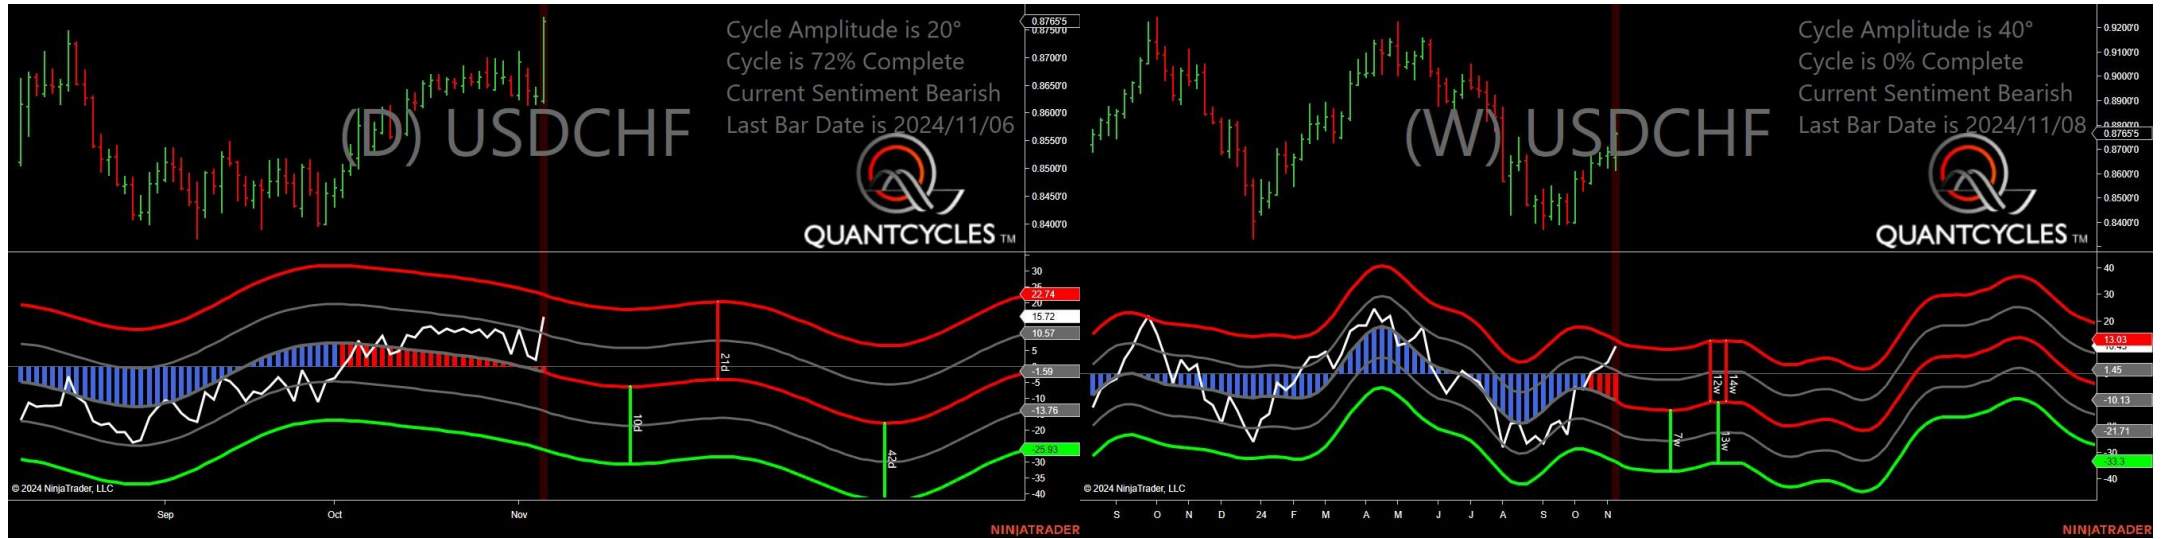 Cycle Amplitude is 20°
Cycle is 72% Complete
Current Sentiment Bearish
Last Bar Date is 2024/11/06
(D) USDCHF
QUANTCYCLES TM
0.8765'5
0.8750'0
0.8700'0
0.8650'0
0.8600'0
0.8550'0
0.8500'0
0.8450'0
0.8400'0
30
22.74
20
15.72
10.57
5
-1.59
-5
-10
-13.76
-20
-25.93
-30
-35
-40
21d
10d
42d
© 2024 NinjaTrader, LLC
Sep
Oct
Nov
NINJATRADER
Cycle Amplitude is 40°
Cycle is 0% Complete
Current Sentiment Bearish
Last Bar Date is 2024/11/08
(W) USDCHF
QUANTCYCLES TM
0.9200'0
0.9100'0
0.9000'0
0.8900'0
0.8765'5
0.8700'0
0.8600'0
0.8500'0
0.8400'0
40
30
20
13.03
1.45
-10.13
-21.71
-30
-33.3
-40
12w
14w
7w
13w
© 2024 NinjaTrader, LLC
S O N D 24 F M A M J J A S O N
NINJATRADER